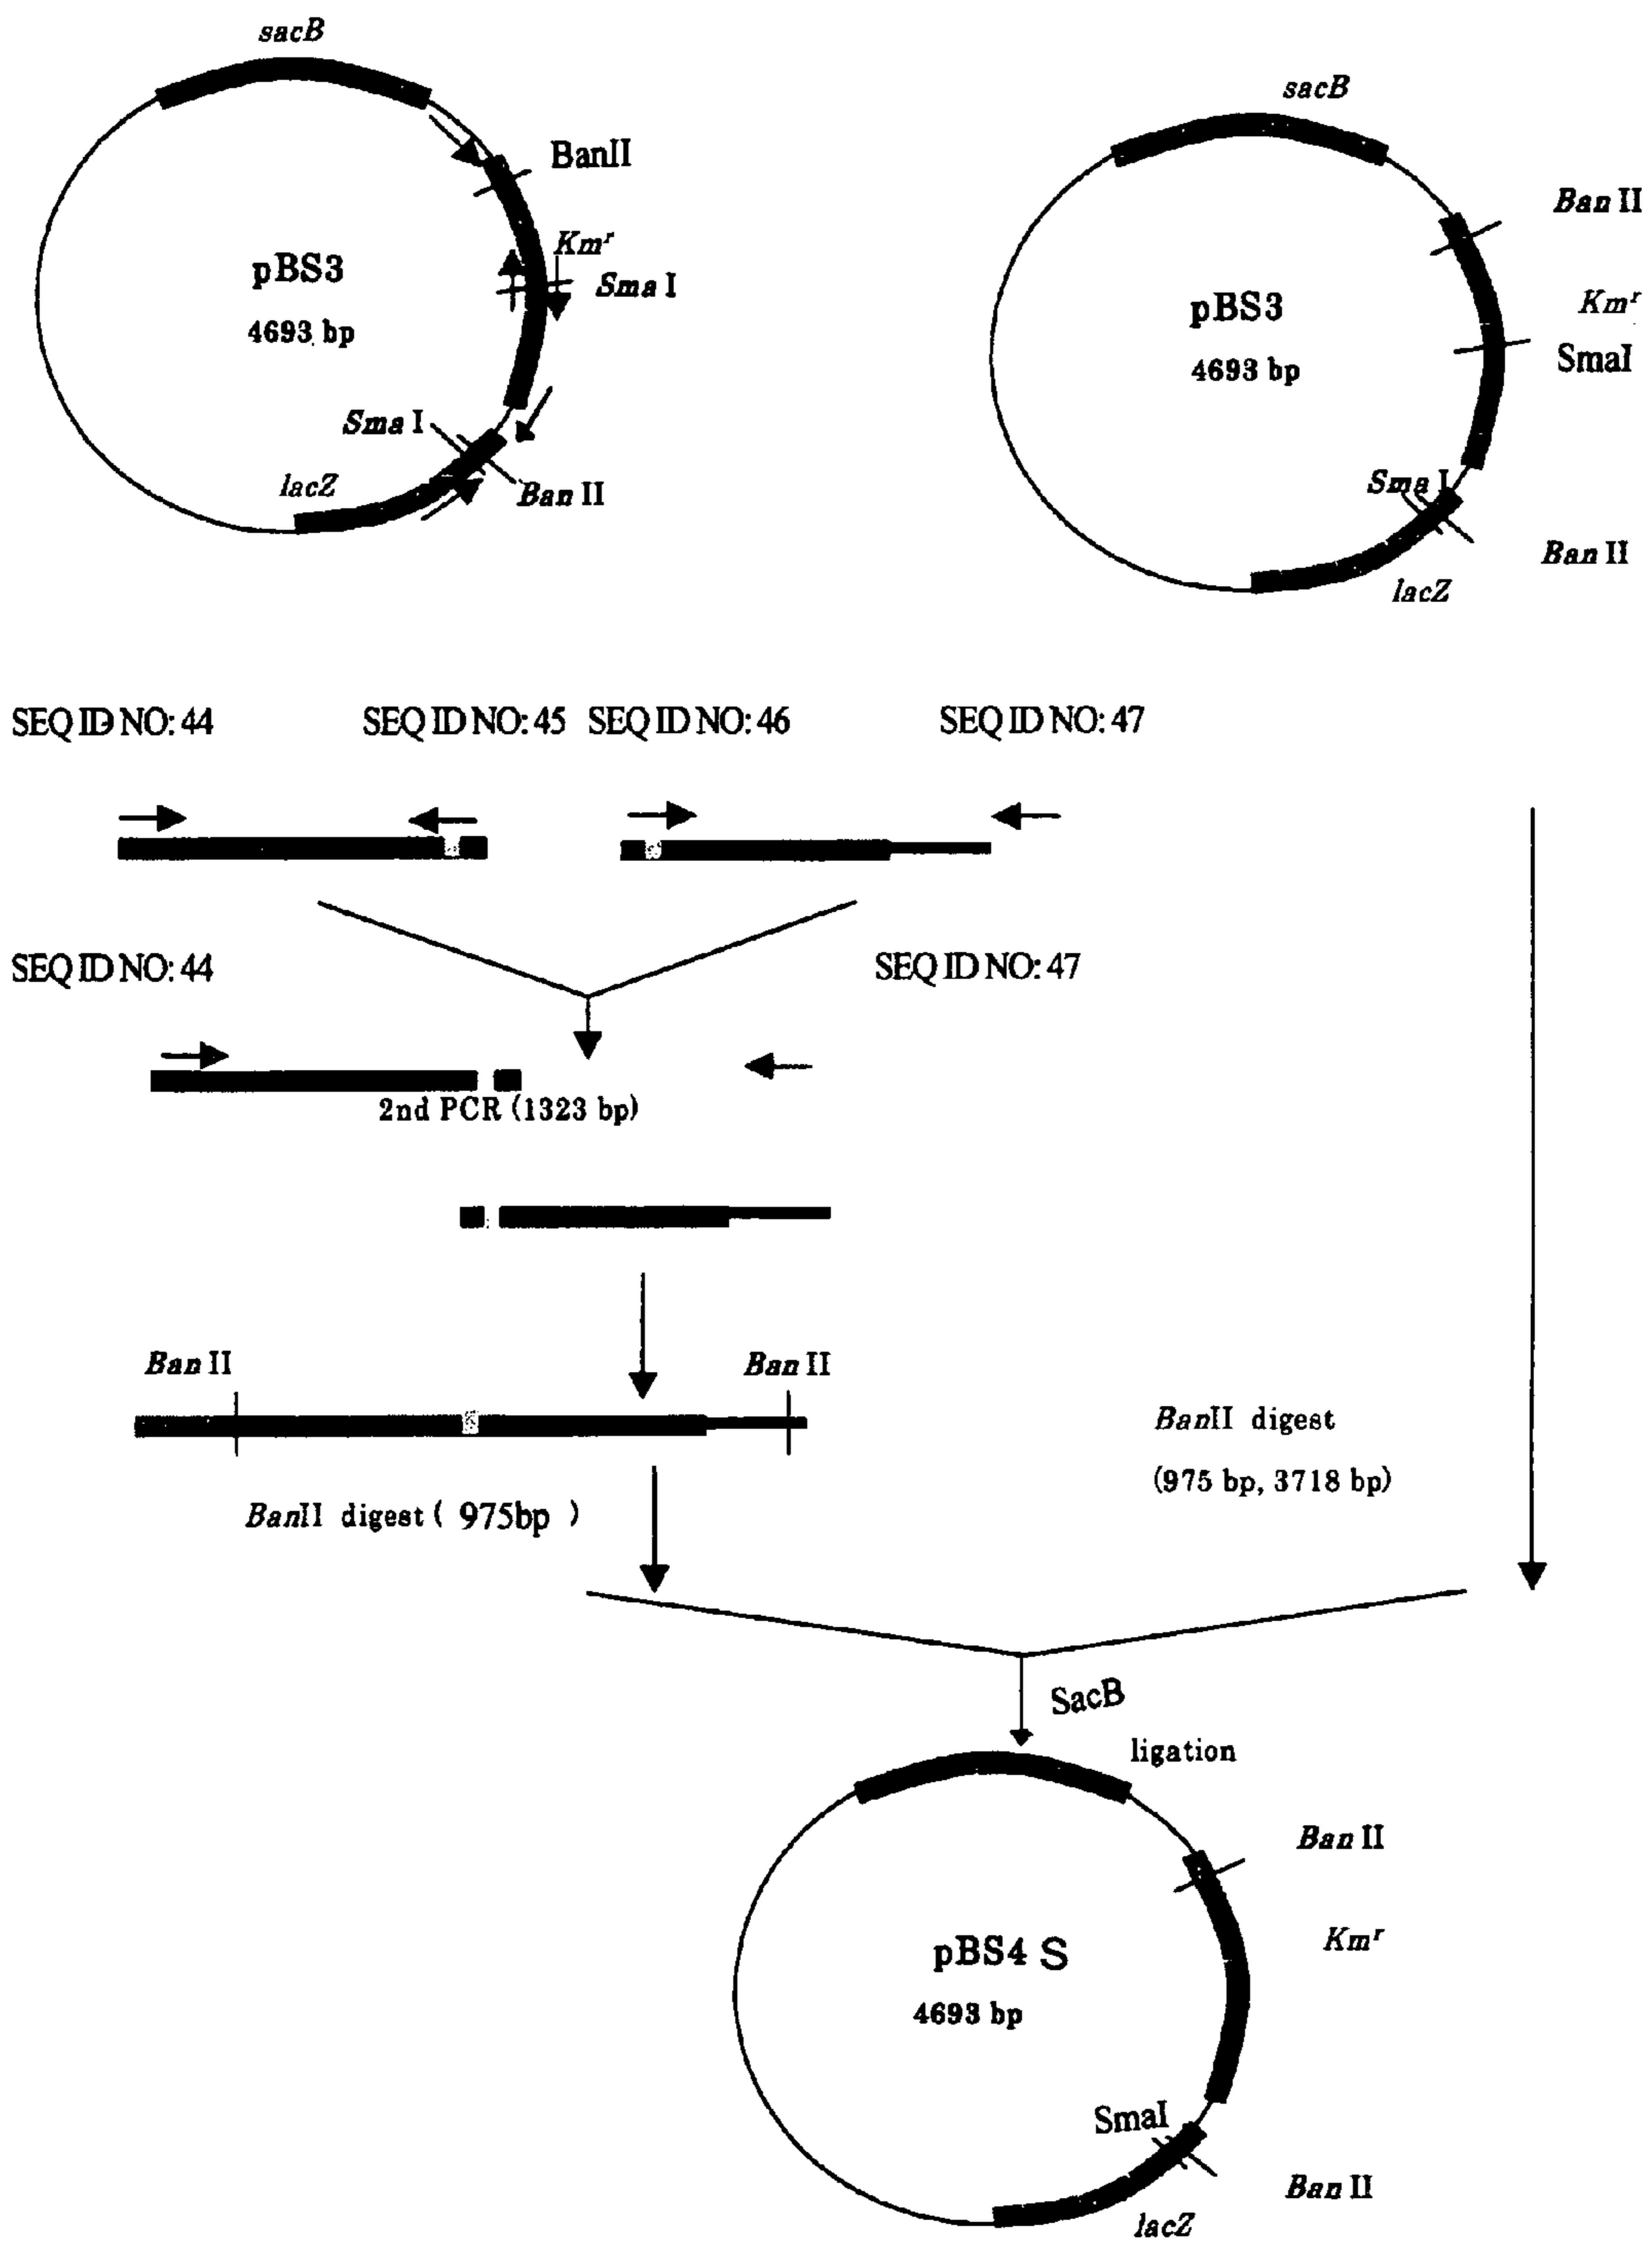 sacB
BanII
Kmʳ
Sma I
pBS3
4693 bp
Sma I
lacZ
Ban II
sacB
Ban II
Kmʳ
SmaI
pBS3
4693 bp
Sma I
Ban II
lacZ
SEQ ID NO: 44
SEQ ID NO: 45
SEQ ID NO: 46
SEQ ID NO: 47
SEQ ID NO: 44
SEQ ID NO: 47
2nd PCR (1323 bp)
Ban II
Ban II
BanII digest ( 975bp )
BanII digest
(975 bp, 3718 bp)
SacB
ligation
Ban II
Kmʳ
pBS4 S
4693 bp
SmaI
Ban II
lacZ